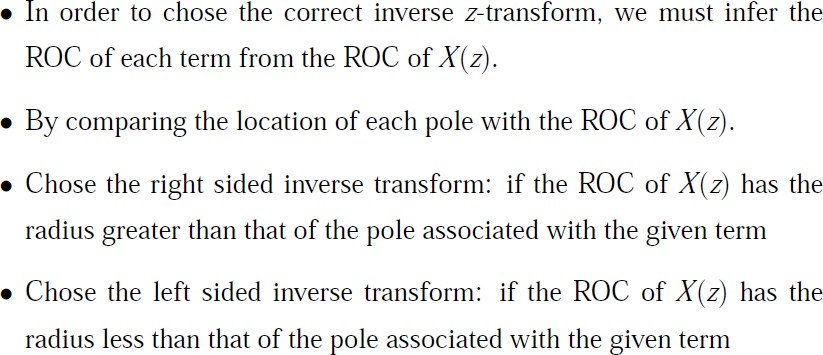 • In order to chose the correct inverse z-transform, we must infer the
ROC of each term from the ROC of X(z).
• By comparing the location of each pole with the ROC of X(z).
• Chose the right sided inverse transform: if the ROC of X(z) has the
radius greater than that of the pole associated with the given term
• Chose the left sided inverse transform: if the ROC of X(z) has the
radius less than that of the pole associated with the given term